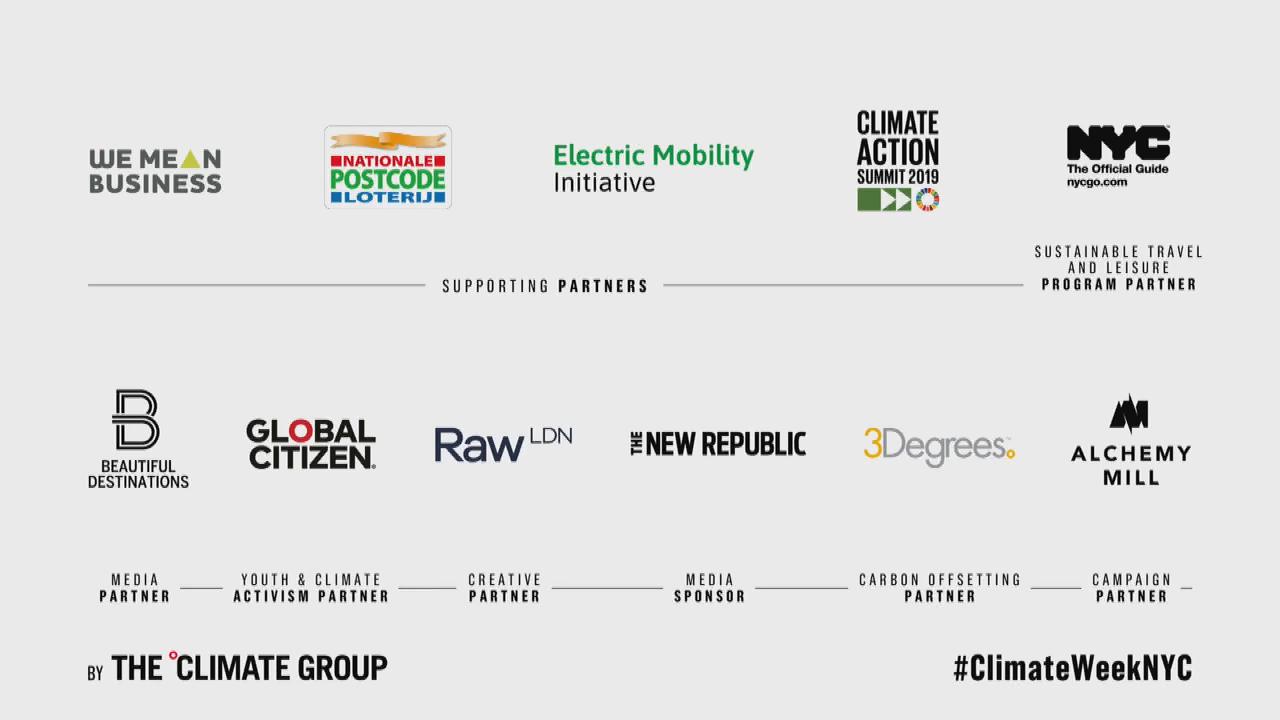 WE MEAN
BUSINESS
NATIONALE
POSTCODE
LOTERIJ
Electric Mobility
Initiative
CLIMATE
ACTION
SUMMIT 2019
NYC
The Official Guide
nycgo.com
SUPPORTING PARTNERS
SUSTAINABLE TRAVEL
AND LEISURE
PROGRAM PARTNER
B
BEAUTIFUL
DESTINATIONS
GLOBAL
CITIZEN®
Raw LDN
THE NEW REPUBLIC
3Degrees™
ALCHEMY
MILL
MEDIA
PARTNER
YOUTH & CLIMATE
ACTIVISM PARTNER
CREATIVE
PARTNER
MEDIA
SPONSOR
CARBON OFFSETTING
PARTNER
CAMPAIGN
PARTNER
BY THE °CLIMATE GROUP
#ClimateWeekNYC